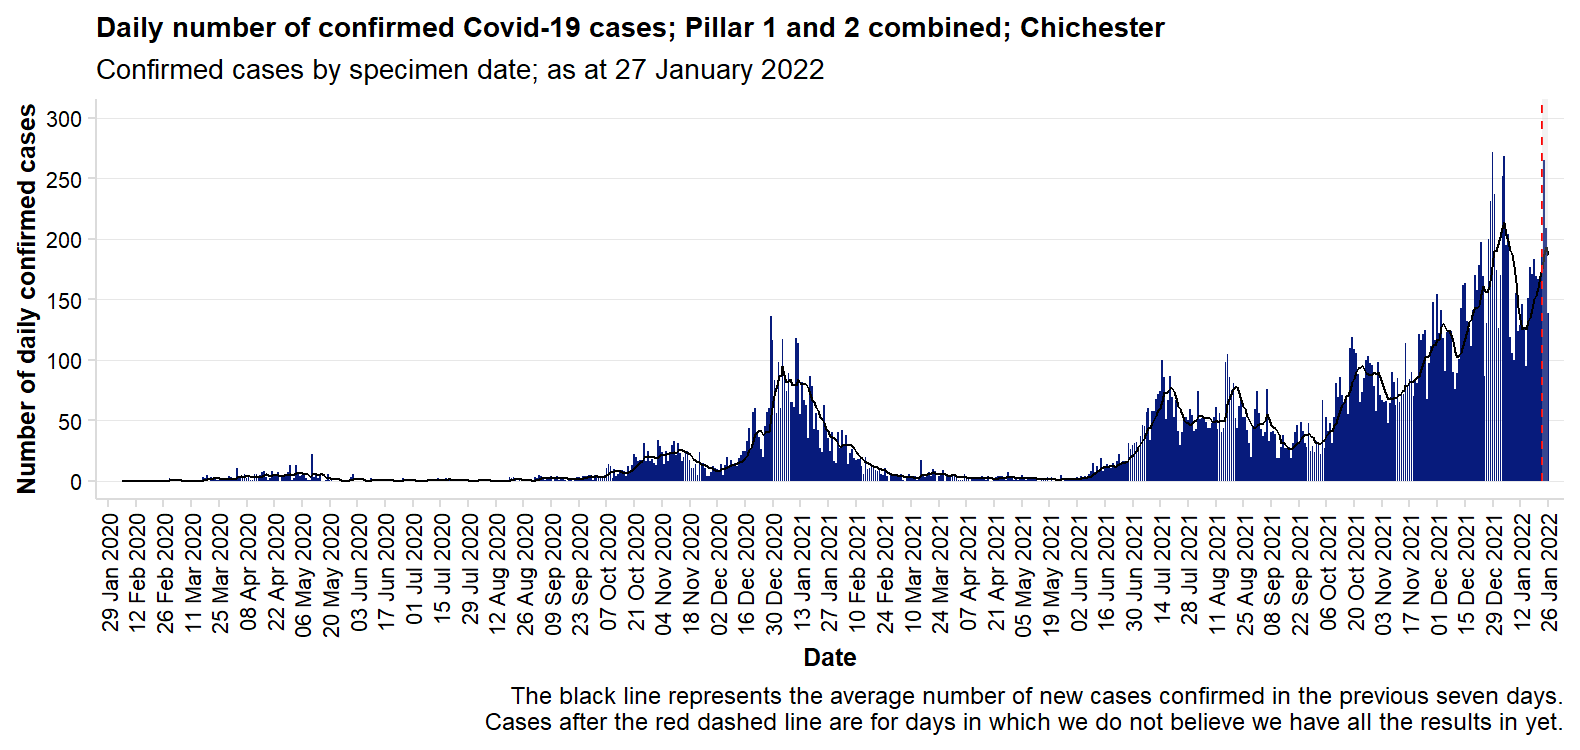 Daily number of confirmed Covid-19 cases; Pillar 1 and 2 combined; Chichester
Confirmed cases by specimen date; as at 27 January 2022
Number of daily confirmed cases
300
250
200
150
100
50
0
29 Jan 2020
12 Feb 2020
26 Feb 2020
11 Mar 2020
25 Mar 2020
08 Apr 2020
22 Apr 2020
06 May 2020
20 May 2020
03 Jun 2020
17 Jun 2020
01 Jul 2020
15 Jul 2020
29 Jul 2020
12 Aug 2020
26 Aug 2020
09 Sep 2020
23 Sep 2020
07 Oct 2020
21 Oct 2020
04 Nov 2020
18 Nov 2020
02 Dec 2020
16 Dec 2020
30 Dec 2020
13 Jan 2021
27 Jan 2021
10 Feb 2021
24 Feb 2021
10 Mar 2021
24 Mar 2021
07 Apr 2021
21 Apr 2021
05 May 2021
19 May 2021
02 Jun 2021
16 Jun 2021
30 Jun 2021
14 Jul 2021
28 Jul 2021
11 Aug 2021
25 Aug 2021
08 Sep 2021
22 Sep 2021
06 Oct 2021
20 Oct 2021
03 Nov 2021
17 Nov 2021
01 Dec 2021
15 Dec 2021
29 Dec 2021
12 Jan 2022
26 Jan 2022
Date
The black line represents the average number of new cases confirmed in the previous seven days.
Cases after the red dashed line are for days in which we do not believe we have all the results in yet.